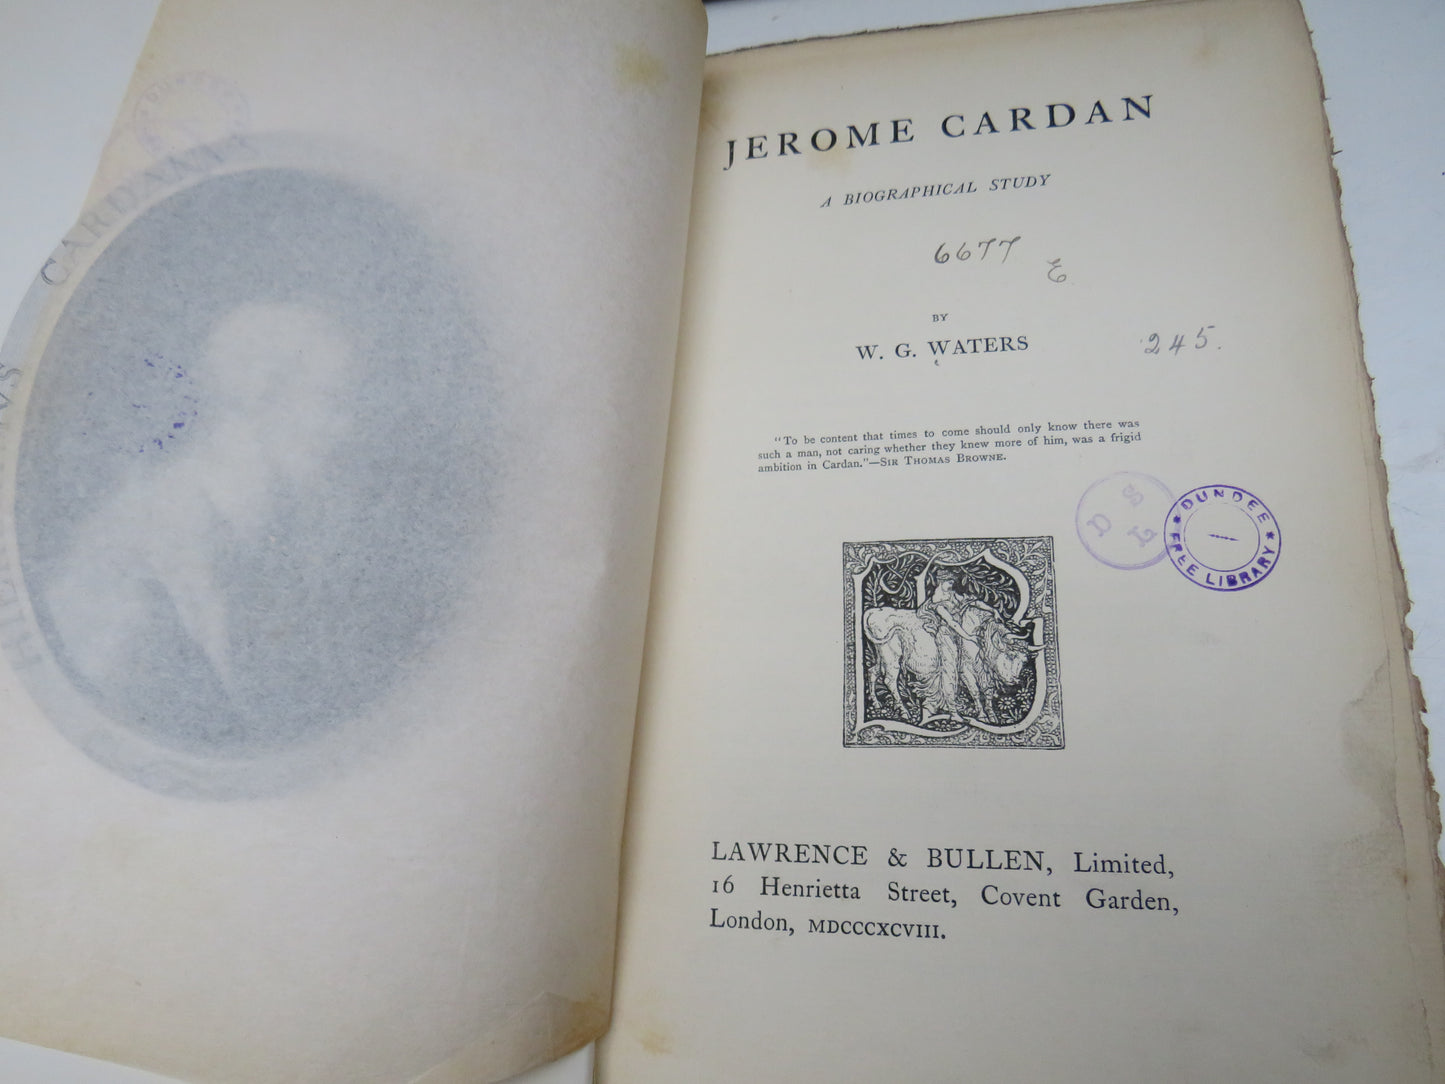 CARDANVS
JEROME CARDAN
A BIOGRAPHICAL STUDY
6677
E
BY
W. G. WATERS
245.
"To be content that times to come should only know there was
such a man, not caring whether they knew more of him, was a frigid
ambition in Cardan."—SIR THOMAS BROWNE.
D S L
* DUNDEE * FREE LIBRARY
LAWRENCE & BULLEN, Limited,
16 Henrietta Street, Covent Garden,
London, MDCCCXCVIII.